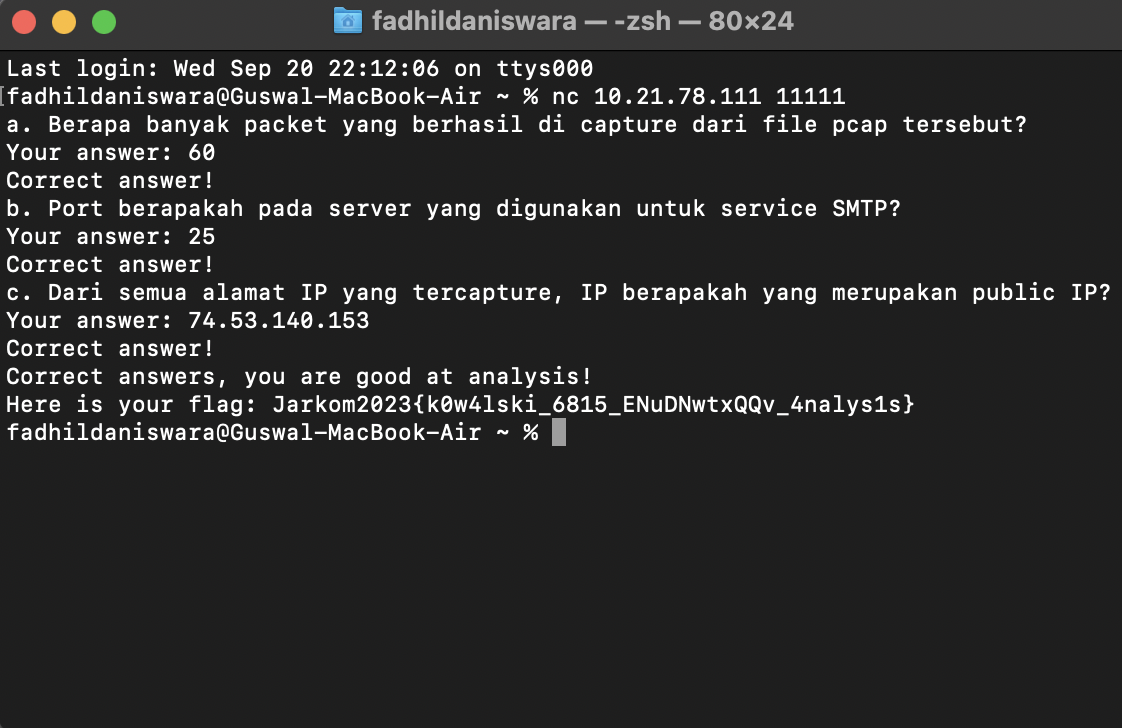 fadhildaniswara — -zsh — 80×24
Last login: Wed Sep 20 22:12:06 on ttys000
fadhildaniswara@Guswal-MacBook-Air ~ % nc 10.21.78.111 11111
a. Berapa banyak packet yang berhasil di capture dari file pcap tersebut?
Your answer: 60
Correct answer!
b. Port berapakah pada server yang digunakan untuk service SMTP?
Your answer: 25
Correct answer!
c. Dari semua alamat IP yang tercapture, IP berapakah yang merupakan public IP?
Your answer: 74.53.140.153
Correct answer!
Correct answers, you are good at analysis!
Here is your flag: Jarkom2023{k0w4lski_6815_ENuDNwtxQQv_4nalys1s}
fadhildaniswara@Guswal-MacBook-Air ~ %